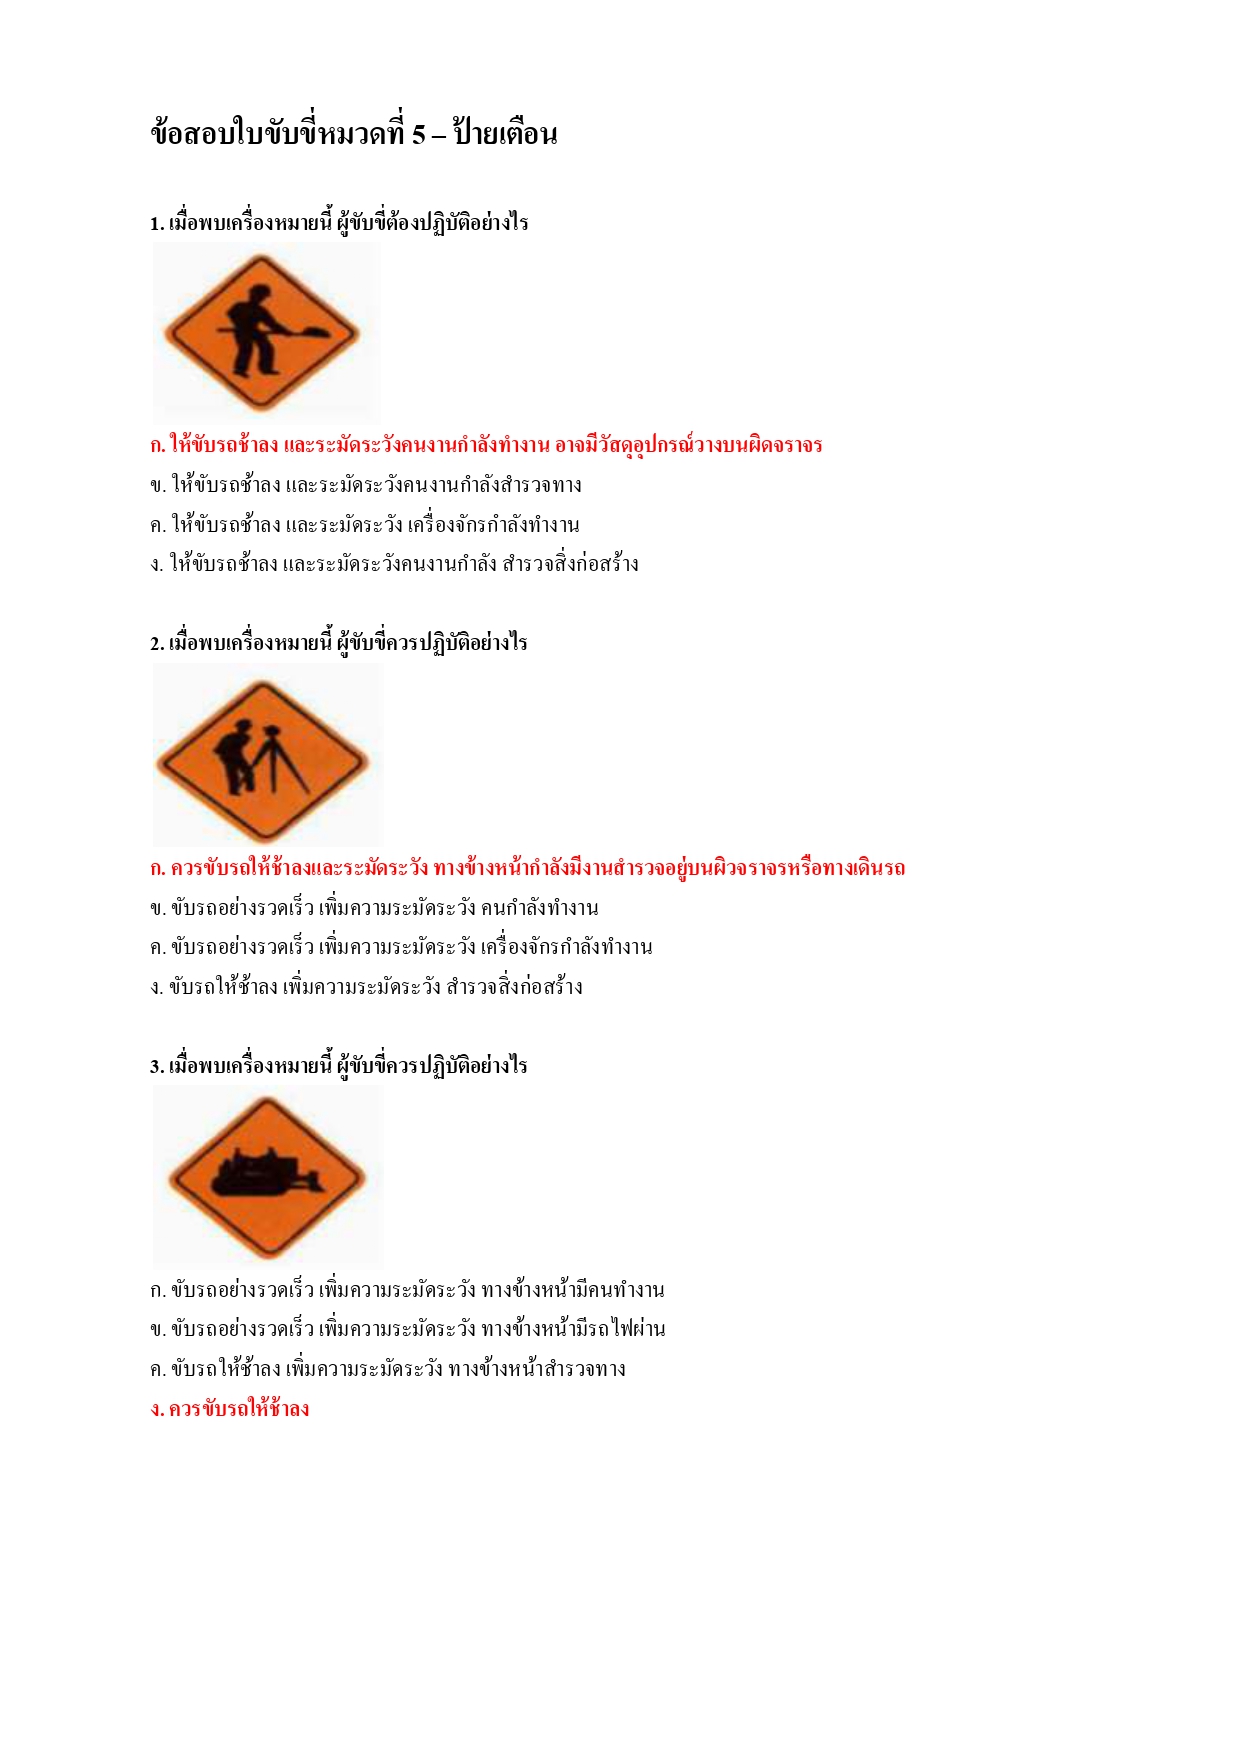 ข้อสอบใบขับขี่หมวดที่ 5 – ป้ายเตือน
1. เมื่อพบเครื่องหมายนี้ ผู้ขับขี่ต้องปฏิบัติอย่างไร
ก. ให้ขับรถช้าลง และระมัดระวังคนงานกำลังทำงาน อาจมีวัสดุอุปกรณ์วางบนผิดจราจร
ข. ให้ขับรถช้าลง และระมัดระวังคนงานกำลังสำรวจทาง
ค. ให้ขับรถช้าลง และระมัดระวัง เครื่องจักรกำลังทำงาน
ง. ให้ขับรถช้าลง และระมัดระวังคนงานกำลัง สำรวจสิ่งก่อสร้าง
2. เมื่อพบเครื่องหมายนี้ ผู้ขับขี่ควรปฏิบัติอย่างไร
ก. ควรขับรถให้ช้าลงและระมัดระวัง ทางข้างหน้ากำลังมีงานสำรวจอยู่บนผิวจราจรหรือทางเดินรถ
ข. ขับรถอย่างรวดเร็ว เพิ่มความระมัดระวัง คนกำลังทำงาน
ค. ขับรถอย่างรวดเร็ว เพิ่มความระมัดระวัง เครื่องจักรกำลังทำงาน
ง. ขับรถให้ช้าลง เพิ่มความระมัดระวัง สำรวจสิ่งก่อสร้าง
3. เมื่อพบเครื่องหมายนี้ ผู้ขับขี่ควรปฏิบัติอย่างไร
ก. ขับรถอย่างรวดเร็ว เพิ่มความระมัดระวัง ทางข้างหน้ามีคนทำงาน
ข. ขับรถอย่างรวดเร็ว เพิ่มความระมัดระวัง ทางข้างหน้ามีรถไฟผ่าน
ค. ขับรถให้ช้าลง เพิ่มความระมัดระวัง ทางข้างหน้าสำรวจทาง
ง. ควรขับรถให้ช้าลง